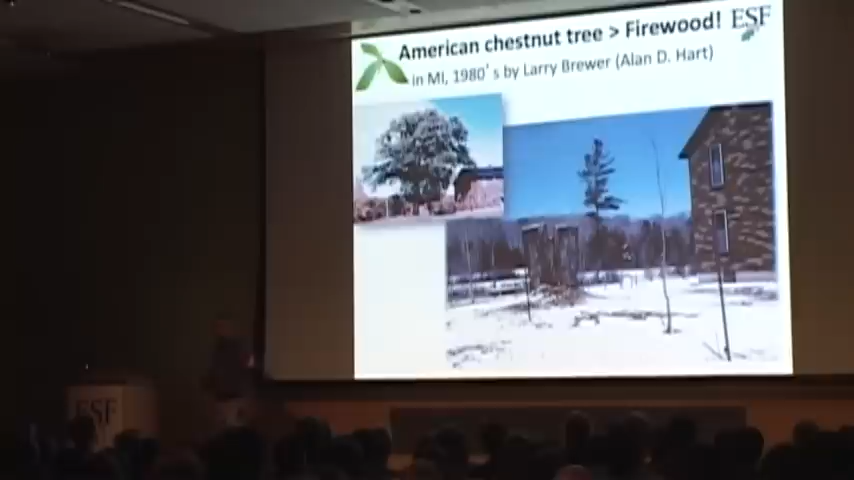 American chestnut tree > Firewood! ESF
in MI, 1980's by Larry Brewer (Alan D. Hart)
ESF